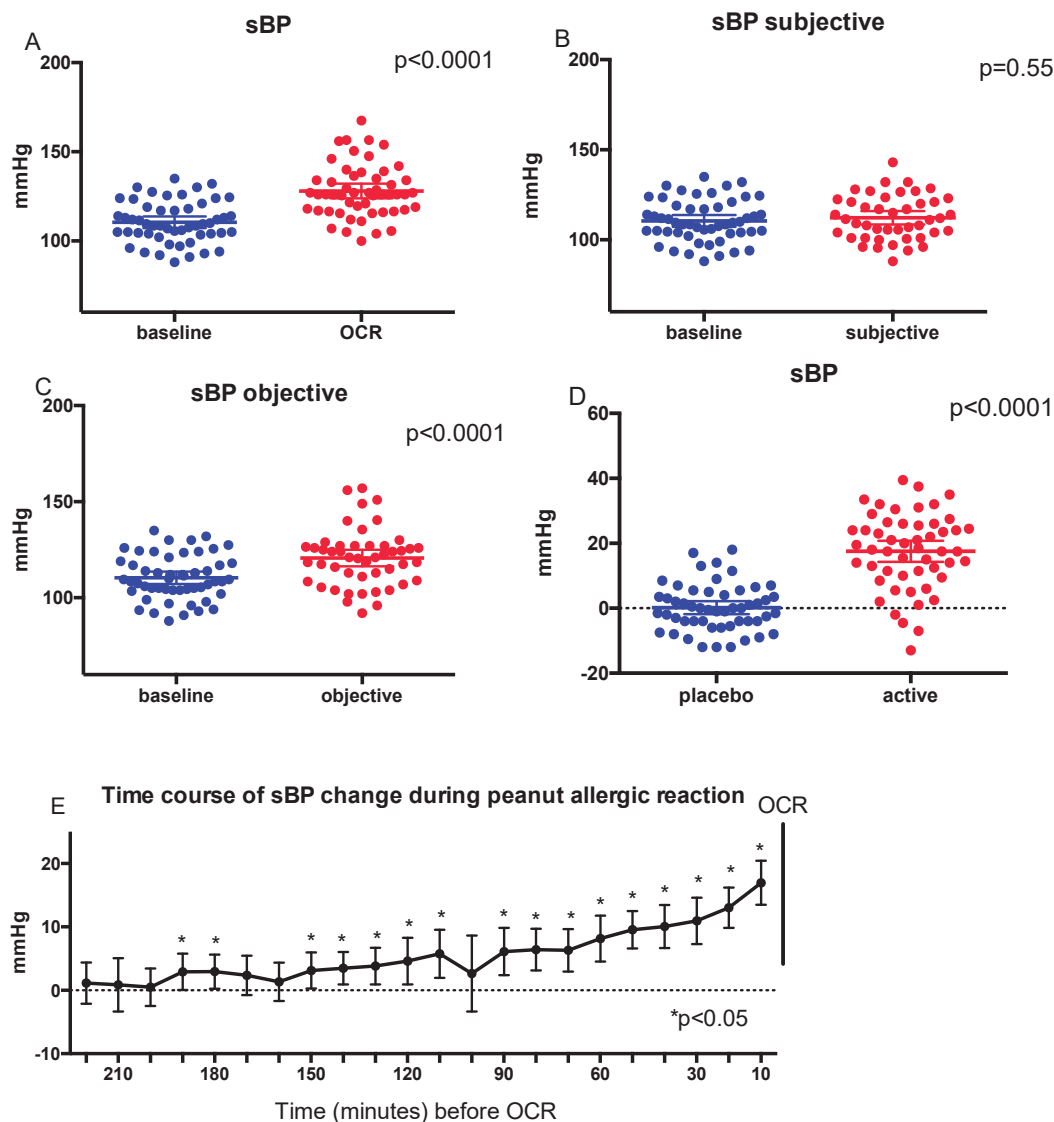 A
sBP
p<0.0001
200
150
100
mmHg
baseline
OCR
B
sBP subjective
p=0.55
200
150
100
mmHg
baseline
subjective
C
sBP objective
p<0.0001
200
150
100
mmHg
baseline
objective
D
sBP
p<0.0001
60
40
20
0
-20
mmHg
placebo
active
E
Time course of sBP change during peanut allergic reaction
OCR
20
10
0
-10
mmHg
* * * * * * * * * * * * * * *
*p<0.05
210 180 150 120 90 60 30 10
Time (minutes) before OCR